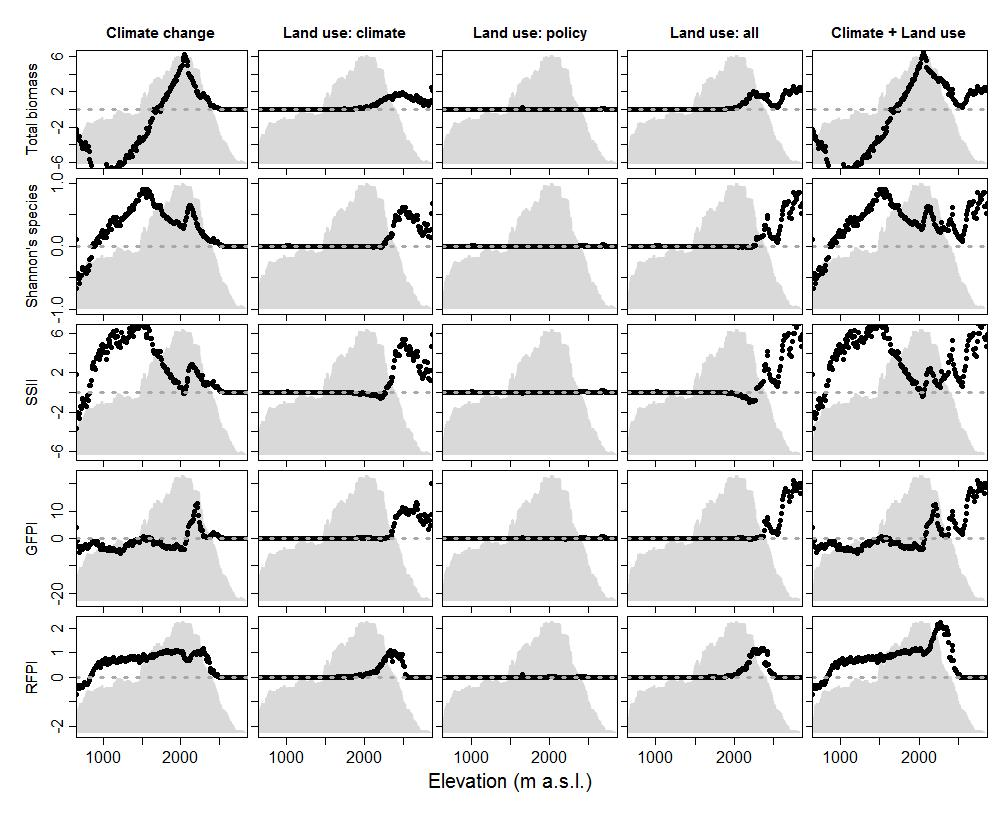 Climate change Land use: climate Land use: policy Land use: all Climate + Land use
Total biomass
6
2
-2
-6
Shannon's species
1.0
0.0
-1.0
SSII
6
2
-2
-6
GFPI
10
0
-20
RFPI
2
1
0
-2
1000 2000 1000 2000 1000 2000 1000 2000 1000 2000
Elevation (m a.s.l.)